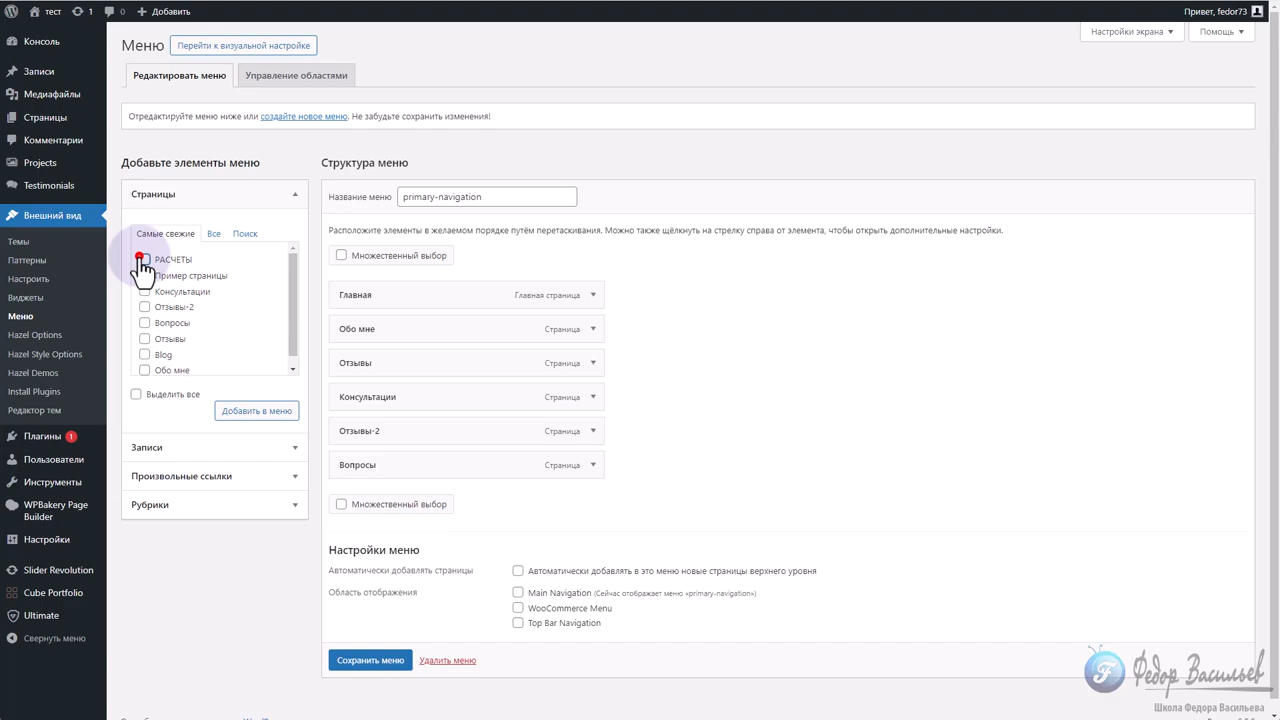 тест 1 0 Добавить Привет, fedor73
Консоль
Записи
Медиафайлы
Страницы
Комментарии
Projects
Testimonials
Внешний вид
Темы
Паттерны
Настроить
Виджеты
Меню
Hazel Options
Hazel Style Options
Hazel Demos
Install Plugins
Редактор тем
Плагины 1
Пользователи
Инструменты
WPBakery Page
Builder
Настройки
Slider Revolution
Cube Portfolio
Ultimate
Свернуть меню
Меню Перейти к визуальной настройке
Настройки экрана Помощь
Редактировать меню Управление областями
Отредактируйте меню ниже или создайте новое меню. Не забудьте сохранить изменения!
Добавьте элементы меню
Страницы
Самые свежие Все Поиск
РАСЧЕТЫ
Пример страницы
Консультации
Отзывы-2
Вопросы
Отзывы
Blog
Обо мне
Выделить все
Добавить в меню
Записи
Произвольные ссылки
Рубрики
Структура меню
Название меню primary-navigation
Расположите элементы в желаемом порядке путём перетаскивания. Можно также щёлкнуть на стрелку справа от элемента, чтобы открыть дополнительные настройки.
Множественный выбор
Главная Главная страница
Обо мне Страница
Отзывы Страница
Консультации Страница
Отзывы-2 Страница
Вопросы Страница
Множественный выбор
Настройки меню
Автоматически добавлять страницы Автоматически добавлять в это меню новые страницы верхнего уровня
Область отображения Main Navigation (Сейчас отображает меню «primary-navigation»)
WooCommerce Menu
Top Bar Navigation
Сохранить меню Удалить меню
Федор Васильев
Школа Федора Васильева